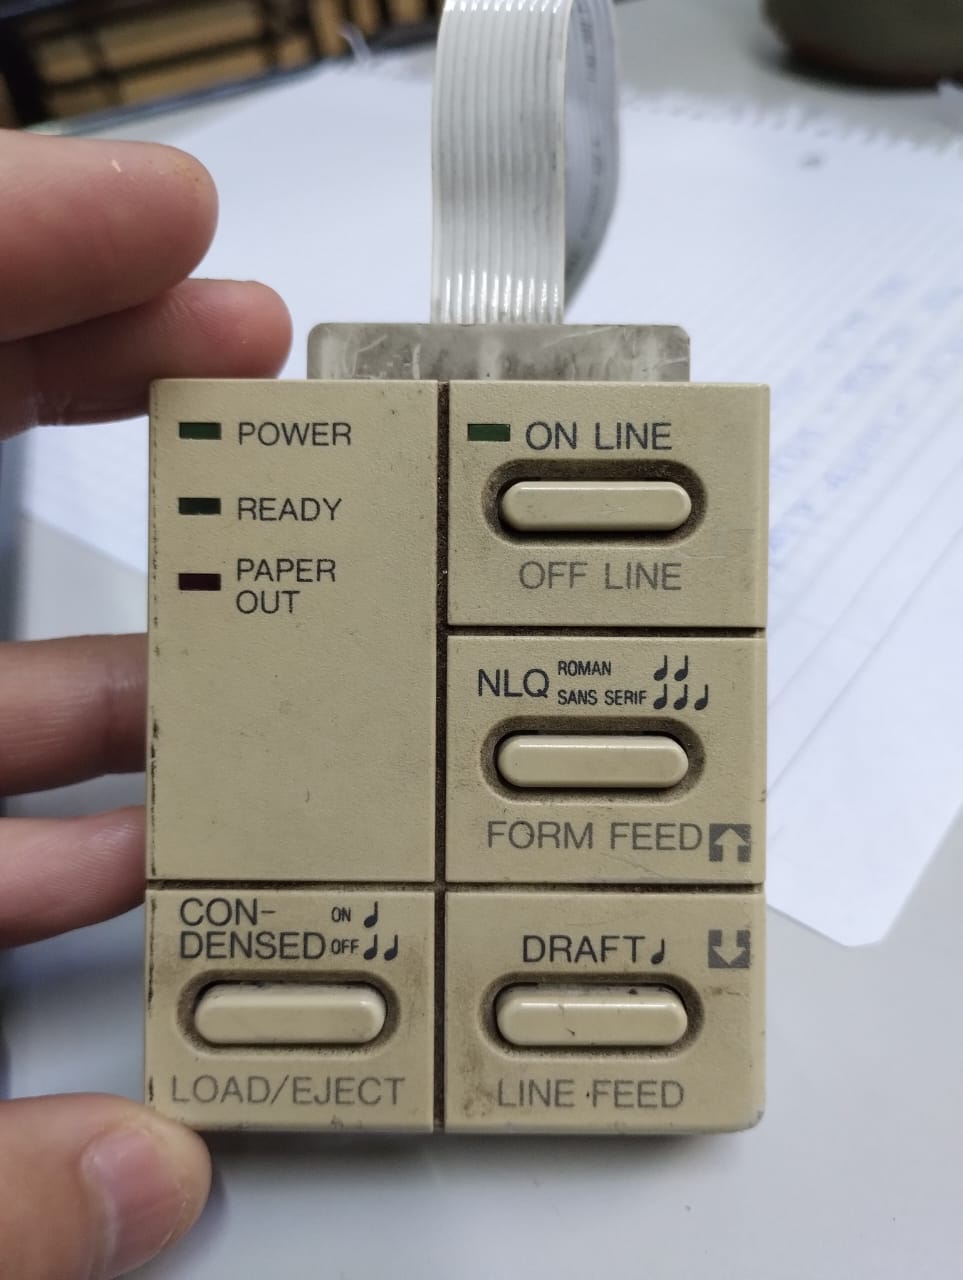 POWER
READY
PAPER
OUT
ON LINE
OFF LINE
NLQ ROMAN
SANS SERIF
FORM FEED
CON-
DENSED
ON
OFF
LOAD/EJECT
DRAFT
LINE FEED